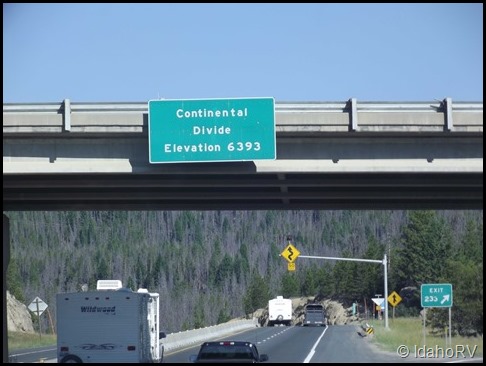 Continental
Divide
Elevation 6393
EXIT
233
Wildwood
© IdahoRV